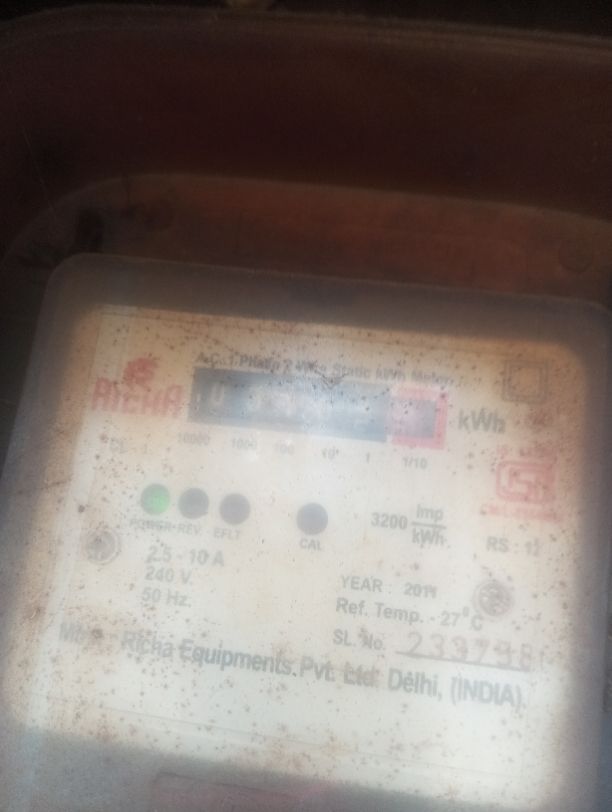 A.C. 1 Phase 2 Wire Static kWh Meter
RICHA
kWh
10000 1000 100 10 1 1/10
POWER REV EFLT
CAL
3200 imp/kWh
RS : 12
2.5 - 10 A
240 V.
50 Hz.
YEAR : 2011
Ref. Temp. - 27°C
SL. No.
Richa Equipments Pvt. Ltd. Delhi, (INDIA).